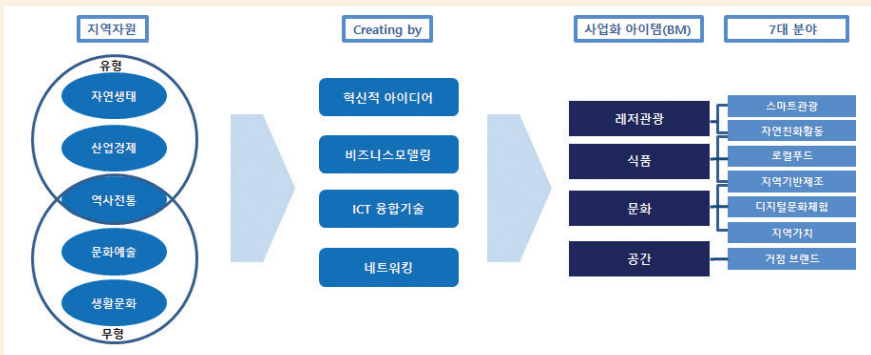 지역자원
유형
자연생태
산업경제
역사전통
문화예술
생활문화
무형
Creating by
혁신적 아이디어
비즈니스모델링
ICT 융합기술
네트워킹
사업화 아이템(BM)
레저관광
식품
문화
공간
7대 분야
스마트관광
자연친화활동
로컬푸드
지역기반제조
디지털문화체험
지역가치
거점 브랜드